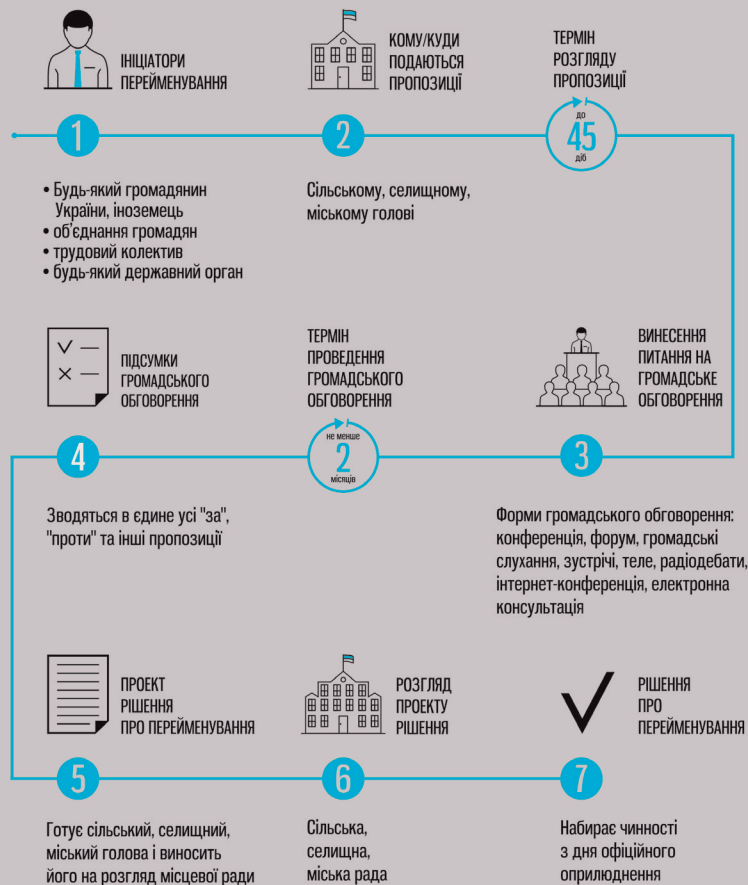 ІНІЦІАТОРИ
ПЕРЕЙМЕНУВАННЯ
1
• Будь-який громадянин
України, іноземець
• об'єднання громадян
• трудовий колектив
• будь-який державний орган
КОМУ/КУДИ
ПОДАЮТЬСЯ
ПРОПОЗИЦІЇ
2
Сільському, селищному,
міському голові
ТЕРМІН
РОЗГЛЯДУ
ПРОПОЗИЦІЇ
до
45
діб
ВИНЕСЕННЯ
ПИТАННЯ НА
ГРОМАДСЬКЕ
ОБГОВОРЕННЯ
3
Форми громадського обговорення:
конференція, форум, громадські
слухання, зустрічі, теле, радіодебати,
інтернет-конференція, електронна
консультація
ТЕРМІН
ПРОВЕДЕННЯ
ГРОМАДСЬКОГО
ОБГОВОРЕННЯ
не менше
2
місяців
ПІДСУМКИ
ГРОМАДСЬКОГО
ОБГОВОРЕННЯ
4
Зводяться в єдине усі "за",
"проти" та інші пропозиції
ПРОЕКТ
РІШЕННЯ
ПРО ПЕРЕЙМЕНУВАННЯ
5
Готує сільський, селищний,
міський голова і виносить
його на розгляд місцевої ради
РОЗГЛЯД
ПРОЕКТУ
РІШЕННЯ
6
Сільська,
селищна,
міська рада
РІШЕННЯ
ПРО
ПЕРЕЙМЕНУВАННЯ
7
Набирає чинності
з дня офіційного
оприлюднення